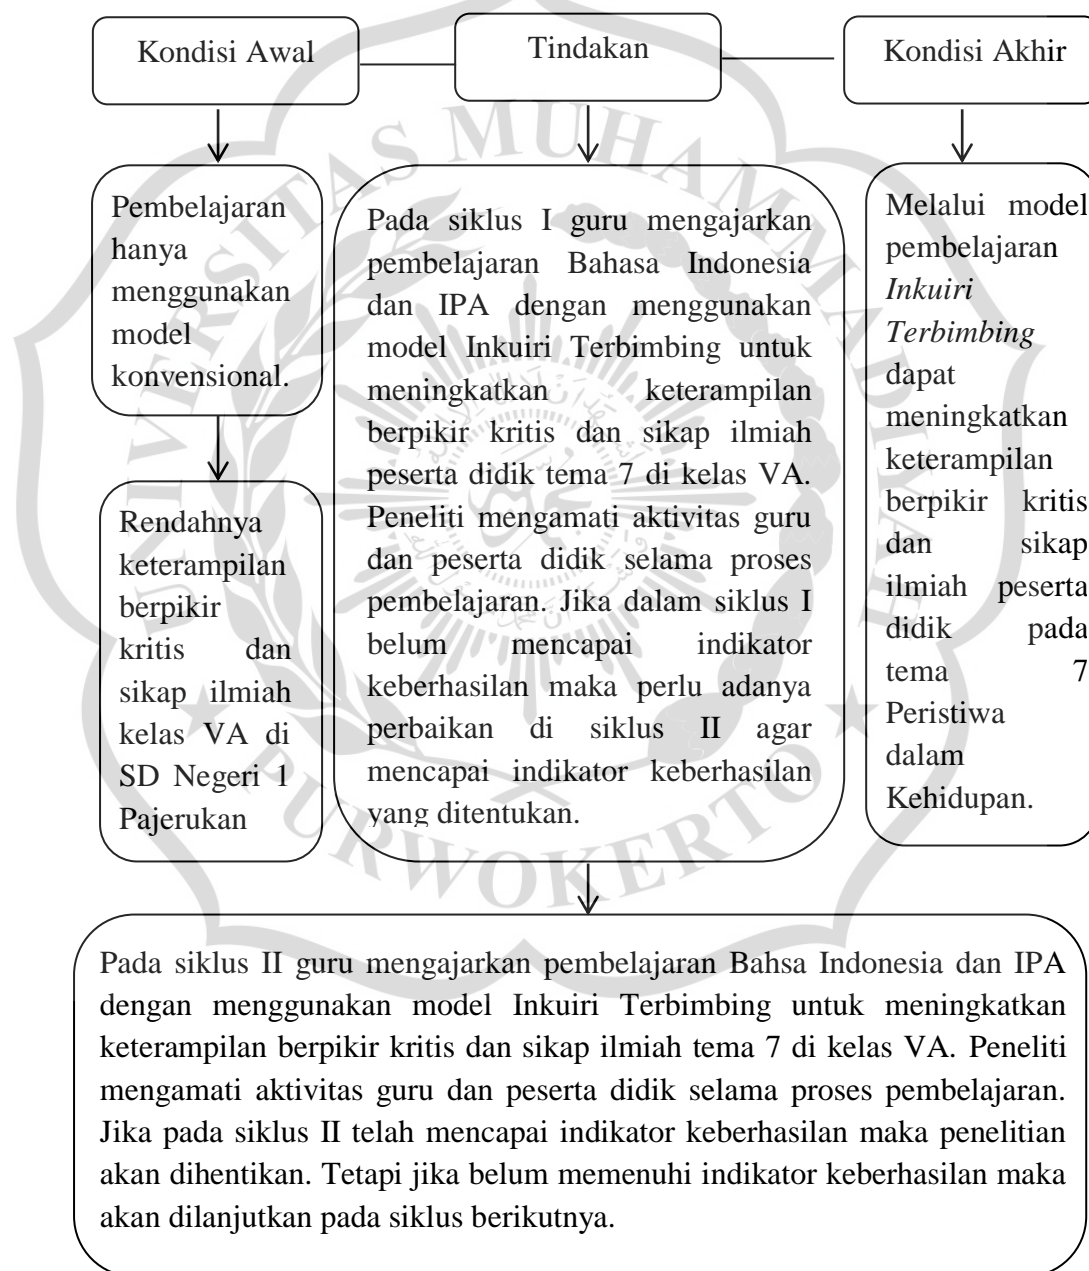 Kondisi Awal
Tindakan
Kondisi Akhir
Pembelajaran
hanya
menggunakan
model
konvensional.
Rendahnya
keterampilan
berpikir
kritis dan
sikap ilmiah
kelas VA di
SD Negeri 1
Pajerukan
Pada siklus I guru mengajarkan
pembelajaran Bahasa Indonesia
dan IPA dengan menggunakan
model Inkuiri Terbimbing untuk
meningkatkan keterampilan
berpikir kritis dan sikap ilmiah
peserta didik tema 7 di kelas VA.
Peneliti mengamati aktivitas guru
dan peserta didik selama proses
pembelajaran. Jika dalam siklus I
belum mencapai indikator
keberhasilan maka perlu adanya
perbaikan di siklus II agar
mencapai indikator keberhasilan
yang ditentukan.
Melalui model
pembelajaran
Inkuiri
Terbimbing
dapat
meningkatkan
keterampilan
berpikir kritis
dan sikap
ilmiah peserta
didik pada
tema 7
Peristiwa
dalam
Kehidupan.
Pada siklus II guru mengajarkan pembelajaran Bahsa Indonesia dan IPA
dengan menggunakan model Inkuiri Terbimbing untuk meningkatkan
keterampilan berpikir kritis dan sikap ilmiah tema 7 di kelas VA. Peneliti
mengamati aktivitas guru dan peserta didik selama proses pembelajaran.
Jika pada siklus II telah mencapai indikator keberhasilan maka penelitian
akan dihentikan. Tetapi jika belum memenuhi indikator keberhasilan maka
akan dilanjutkan pada siklus berikutnya.
UNIVERSITAS MUHAMMADIYAH
PURWOKERTO